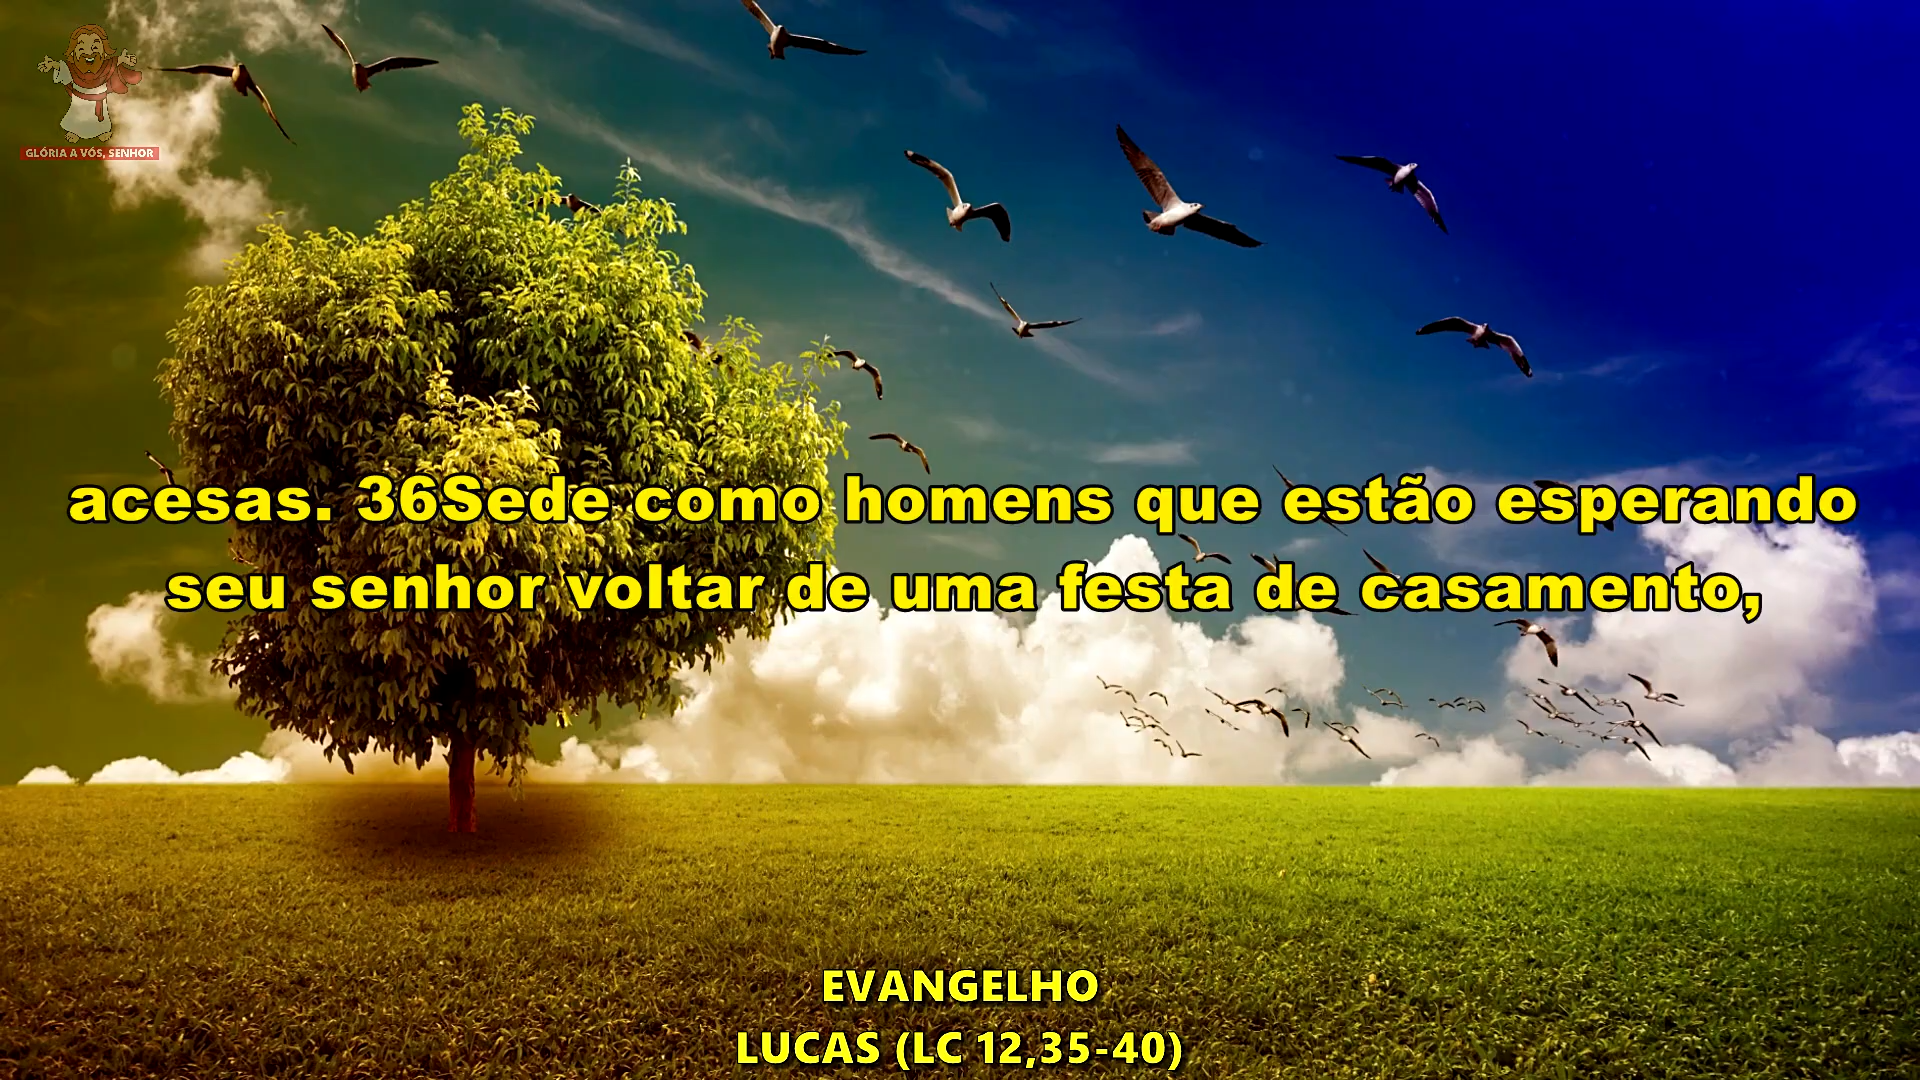 GLÓRIA A VÓS, SENHOR
acesas. 36Sede como homens que estão esperando
seu senhor voltar de uma festa de casamento,
EVANGELHO
LUCAS (LC 12,35-40)